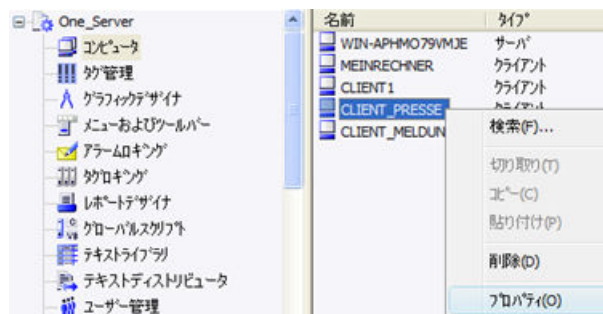 One_Server
コンピュータ
タグ管理
グラフィックデザイナ
メニューおよびツールバー
アラームロギング
タグロギング
レポートデザイナ
グローバルスクリプト
テキストライブラリ
テキストディストリビュータ
ユーザー管理
名前 タイプ
WIN-APHMO79VMJE サーバ
MEINRECHNER クライアント
CLIENT1 クライアント
CLIENT_PRESSE クライアント
CLIENT_MELDUN
検索(F)...
切り取り(T)
コピー(C)
貼り付け(P)
削除(D)
プロパティ(O)